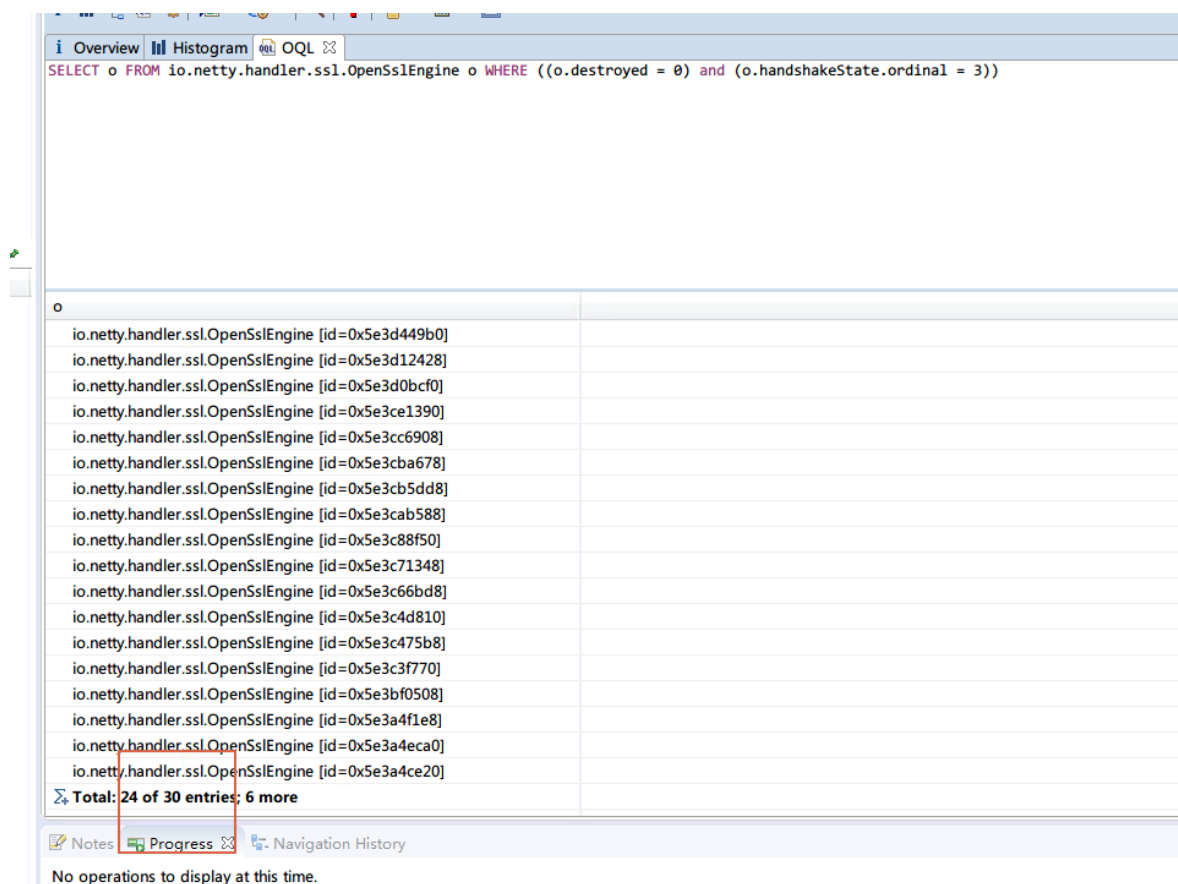 i Overview Histogram OQL
SELECT o FROM io.netty.handler.ssl.OpenSslEngine o WHERE ((o.destroyed = 0) and (o.handshakeState.ordinal = 3))
o
io.netty.handler.ssl.OpenSslEngine [id=0x5e3d449b0]
io.netty.handler.ssl.OpenSslEngine [id=0x5e3d12428]
io.netty.handler.ssl.OpenSslEngine [id=0x5e3d0bcf0]
io.netty.handler.ssl.OpenSslEngine [id=0x5e3ce1390]
io.netty.handler.ssl.OpenSslEngine [id=0x5e3cc6908]
io.netty.handler.ssl.OpenSslEngine [id=0x5e3cba678]
io.netty.handler.ssl.OpenSslEngine [id=0x5e3cb5dd8]
io.netty.handler.ssl.OpenSslEngine [id=0x5e3cab588]
io.netty.handler.ssl.OpenSslEngine [id=0x5e3c88f50]
io.netty.handler.ssl.OpenSslEngine [id=0x5e3c71348]
io.netty.handler.ssl.OpenSslEngine [id=0x5e3c66bd8]
io.netty.handler.ssl.OpenSslEngine [id=0x5e3c4d810]
io.netty.handler.ssl.OpenSslEngine [id=0x5e3c475b8]
io.netty.handler.ssl.OpenSslEngine [id=0x5e3c3f770]
io.netty.handler.ssl.OpenSslEngine [id=0x5e3bf0508]
io.netty.handler.ssl.OpenSslEngine [id=0x5e3a4f1e8]
io.netty.handler.ssl.OpenSslEngine [id=0x5e3a4eca0]
io.netty.handler.ssl.OpenSslEngine [id=0x5e3a4ce20]
Total: 24 of 30 entries; 6 more
Notes Progress Navigation History
No operations to display at this time.